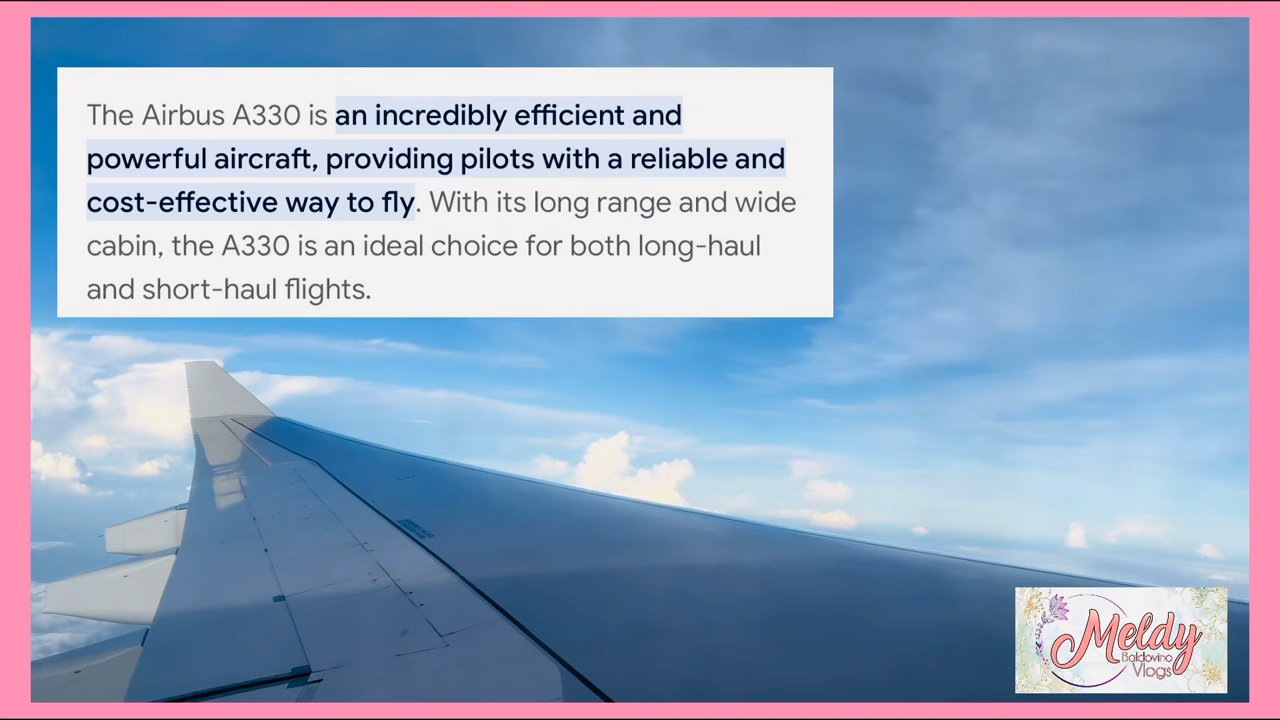 The Airbus A330 is an incredibly efficient and
powerful aircraft, providing pilots with a reliable and
cost-effective way to fly. With its long range and wide
cabin, the A330 is an ideal choice for both long-haul
and short-haul flights.
Meldy
Baldovino
Vlogs